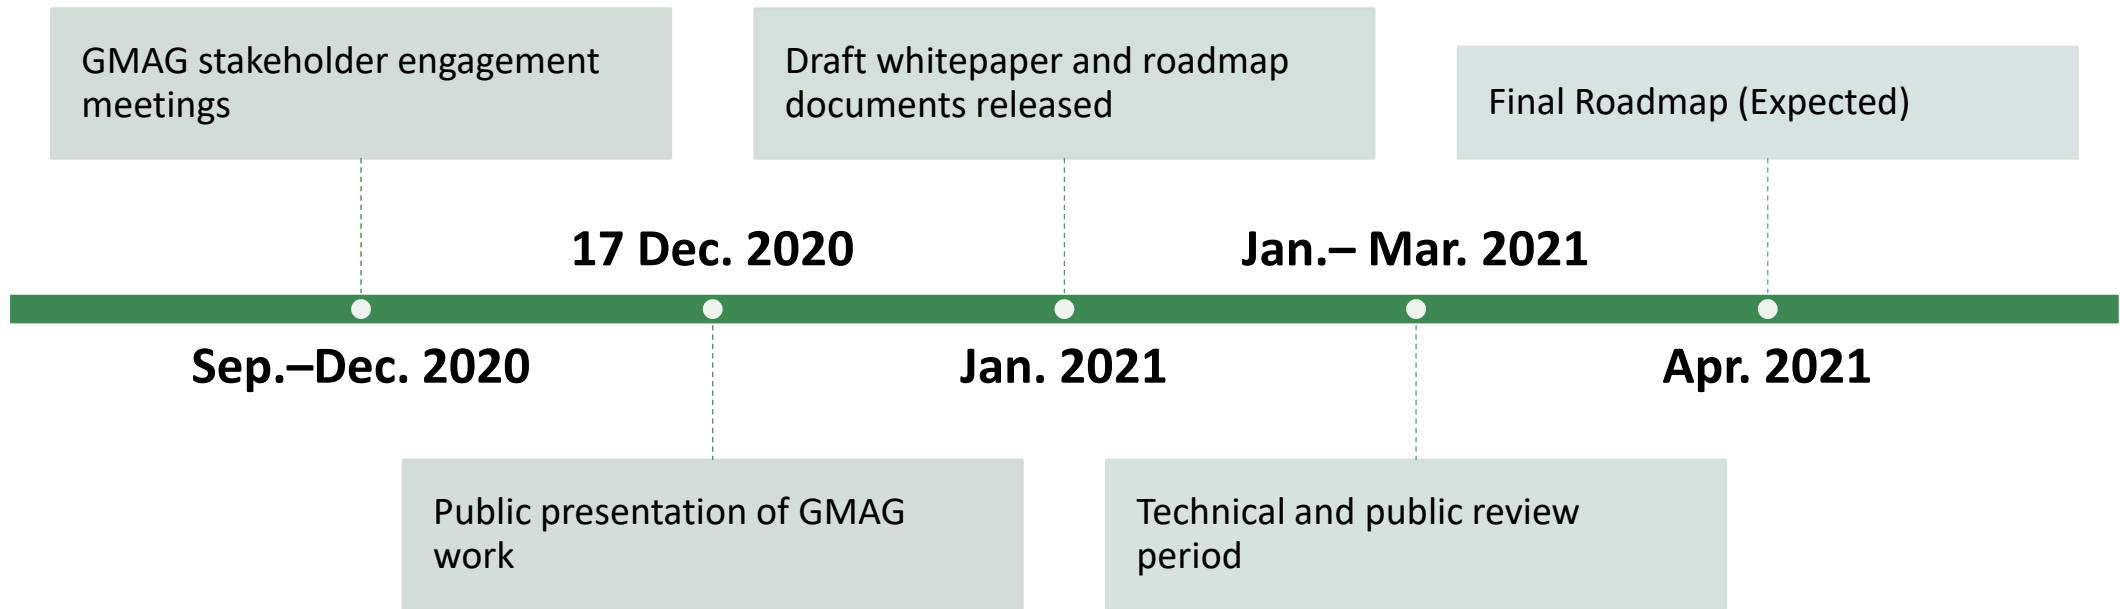 GMAG stakeholder engagement
meetings
Draft whitepaper and roadmap
documents released
Final Roadmap (Expected)
17 Dec. 2020
Jan.– Mar. 2021
Sep.–Dec. 2020
Jan. 2021
Apr. 2021
Public presentation of GMAG
work
Technical and public review
period